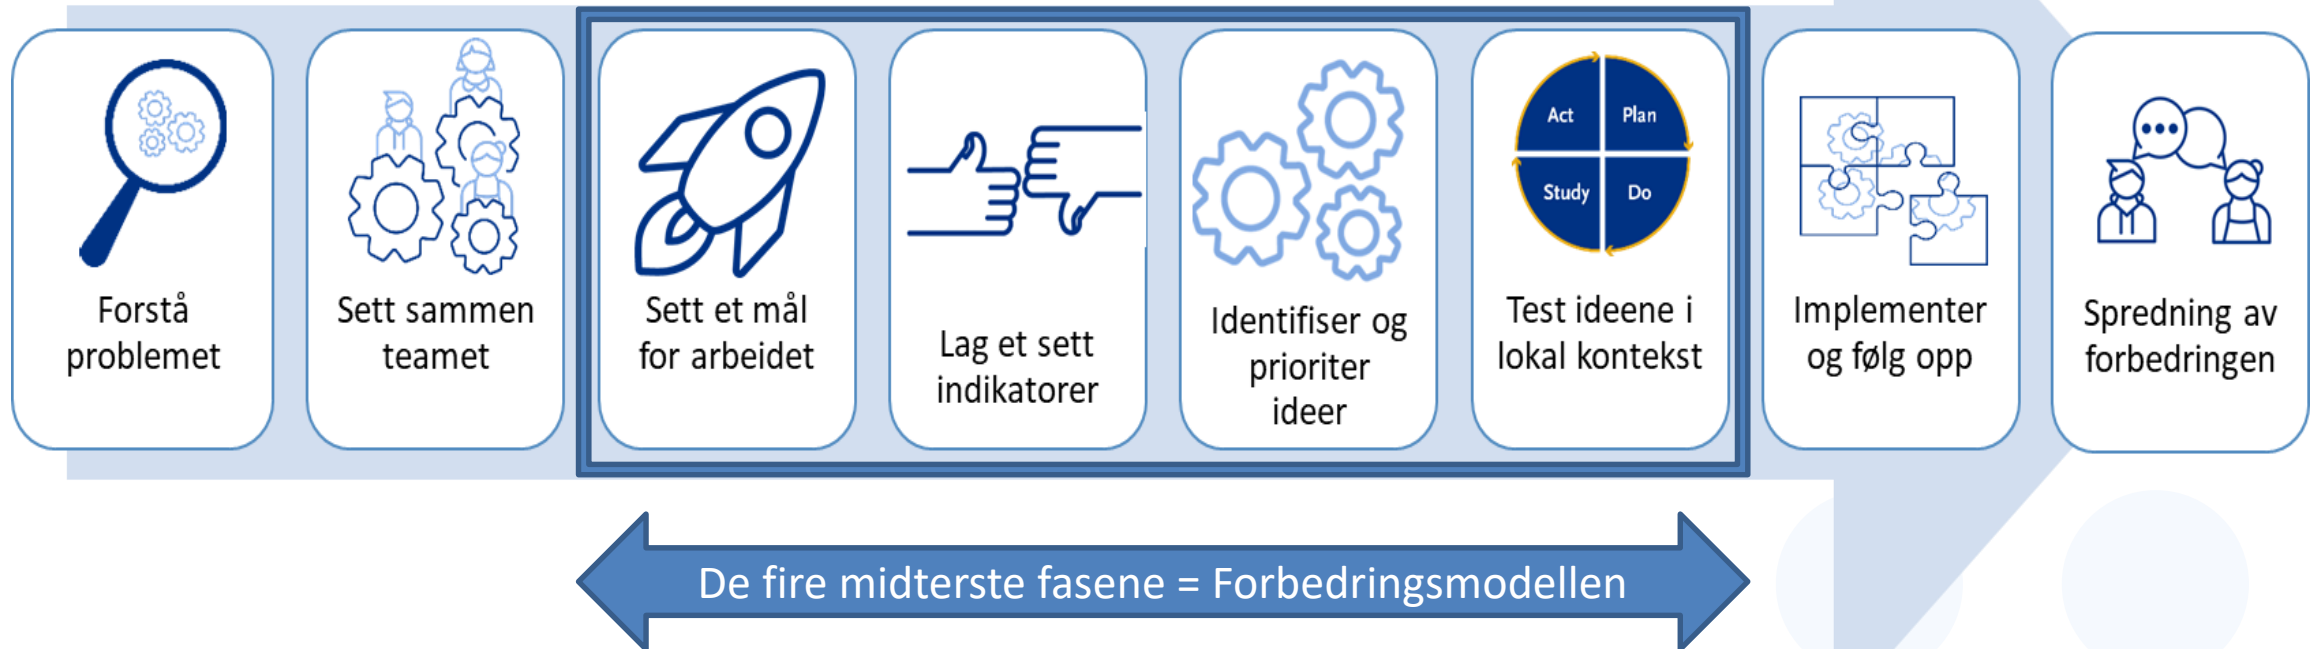 Forstå
problemet
Sett sammen
teamet
Sett et mål
for arbeidet
Lag et sett
indikatorer
Identifiser og
prioriter
ideer
Act
Plan
Study
Do
Test ideene i
lokal kontekst
Implementer
og følg opp
Spredning av
forbedringen
De fire midterste fasene = Forbedringsmodellen